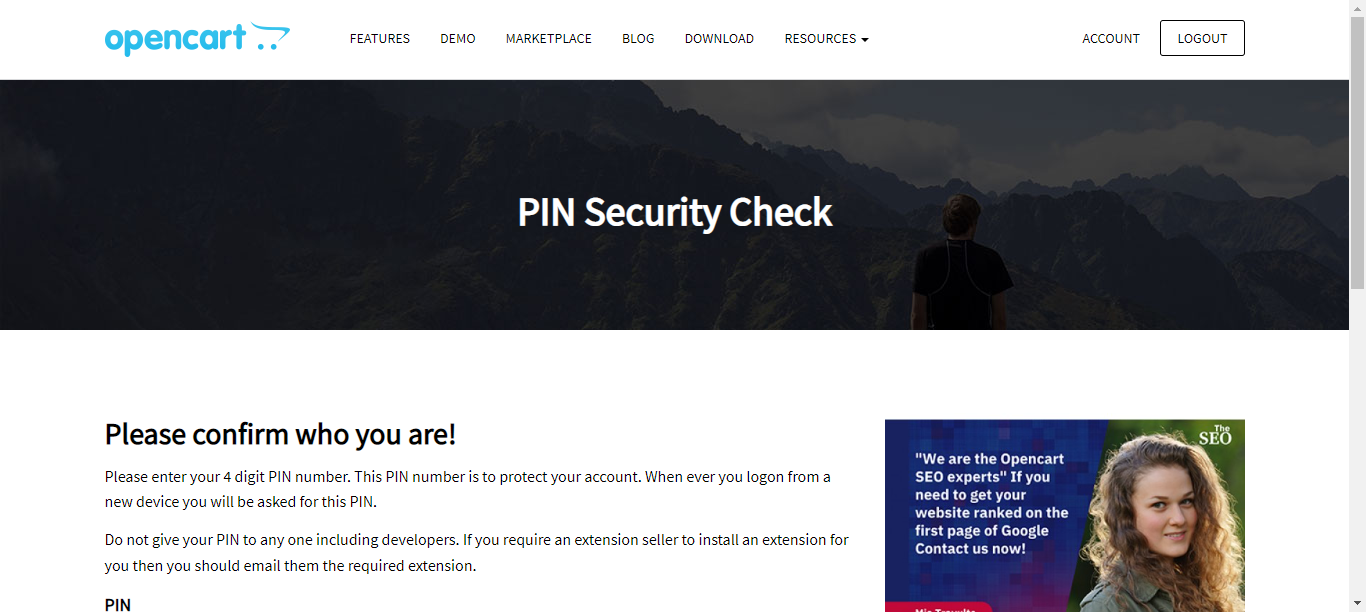 opencart
FEATURES
DEMO
MARKETPLACE
BLOG
DOWNLOAD
RESOURCES
ACCOUNT
LOGOUT
PIN Security Check
Please confirm who you are!
Please enter your 4 digit PIN number. This PIN number is to protect your account. When ever you logon from a
new device you will be asked for this PIN.
Do not give your PIN to any one including developers. If you require an extension seller to install an extension for
you then you should email them the required extension.
PIN
The
SEO
"We are the Opencart
SEO experts" If you
need to get your
website ranked on the
first page of Google
Contact us now!